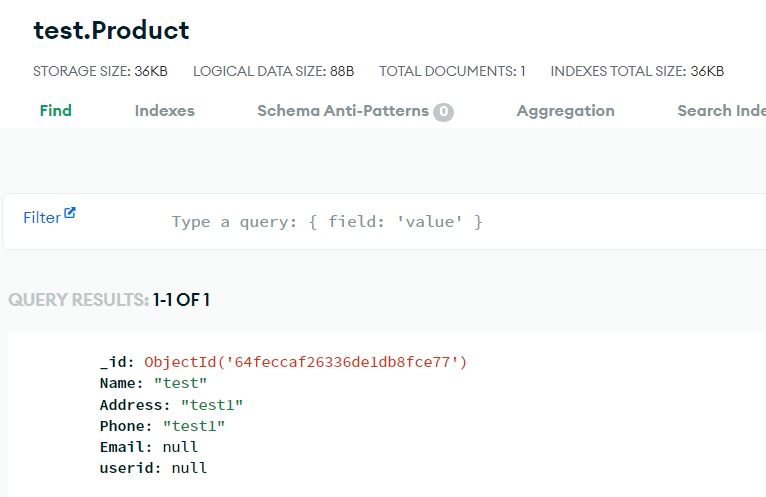 test.Product
STORAGE SIZE: 36KB LOGICAL DATA SIZE: 88B TOTAL DOCUMENTS: 1 INDEXES TOTAL SIZE: 36KB
Find Indexes Schema Anti-Patterns 0 Aggregation Search Inde
Filter Type a query: { field: 'value' }
QUERY RESULTS: 1-1 OF 1
_id: ObjectId('64feccaf26336de1db8fce77')
Name: "test"
Address: "test1"
Phone: "test1"
Email: null
userid: null